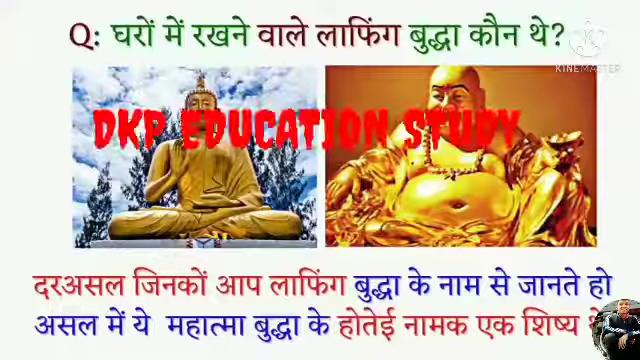 Q: घरों में रखने वाले लाफिंग बुद्धा कौन थे?
KINEMASTER
DKP EDUCATION STUDY
दरअसल जिनकों आप लाफिंग बुद्धा के नाम से जानते हो
असल में ये महात्मा बुद्धा के होतेई नामक एक शिष्य